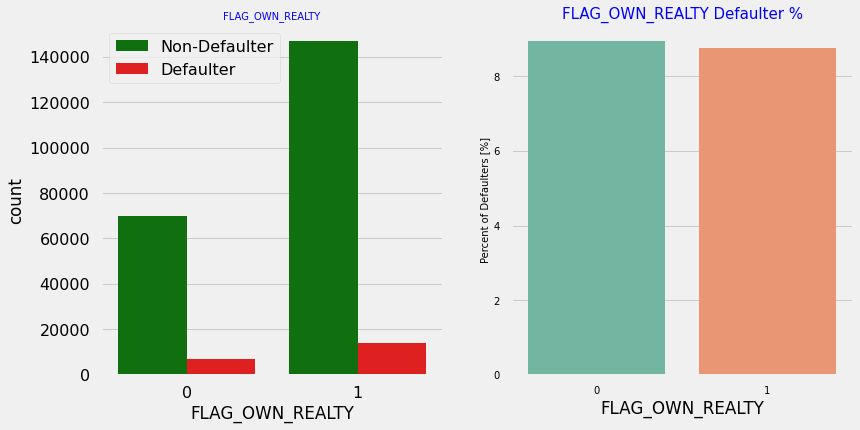 FLAG_OWN_REALTY
Non-Defaulter
Defaulter
140000
120000
100000
80000
60000
40000
20000
0
count
0 1
FLAG_OWN_REALTY
FLAG_OWN_REALTY Defaulter %
8
6
4
2
0
Percent of Defaulters [%]
0 1
FLAG_OWN_REALTY